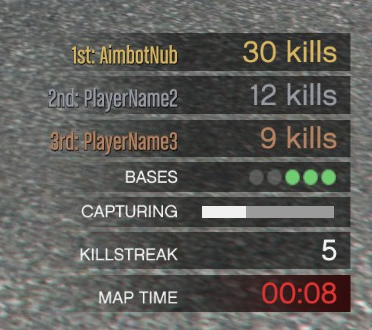 1st: AimbotNub 30 kills
2nd: PlayerName2 12 kills
3rd: PlayerName3 9 kills
BASES
CAPTURING
KILLSTREAK 5
MAP TIME 00:08